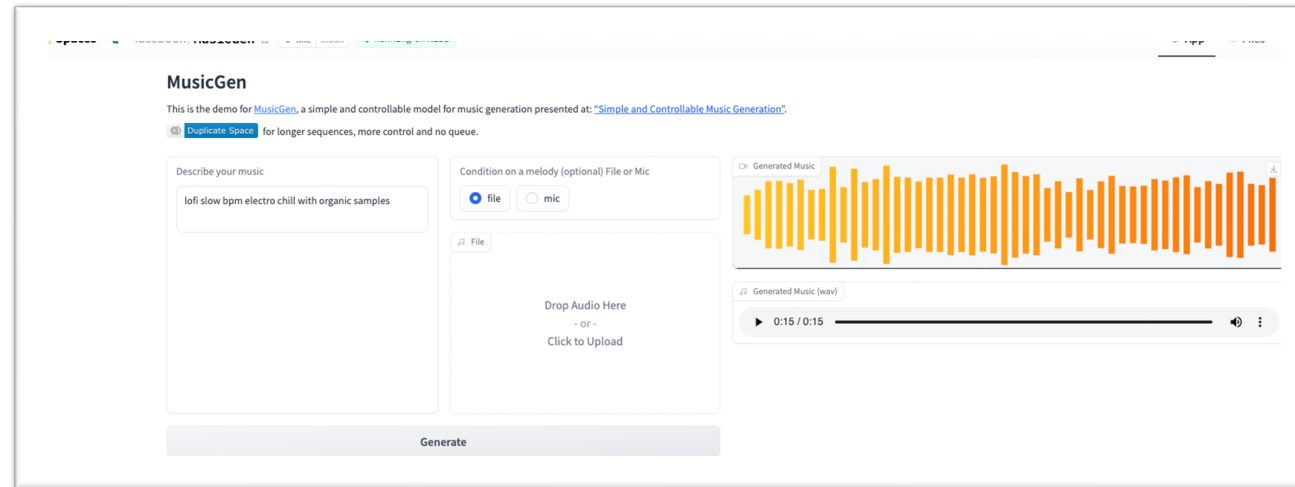 MusicGen
This is the demo for MusicGen, a simple and controllable model for music generation presented at: “Simple and Controllable Music Generation”.
Duplicate Space for longer sequences, more control and no queue.
Describe your music
lofi slow bpm electro chill with organic samples
Condition on a melody (optional) File or Mic
file
mic
File
Drop Audio Here
- or -
Click to Upload
Generate
Generated Music
Generated Music (wav)
0:15 / 0:15